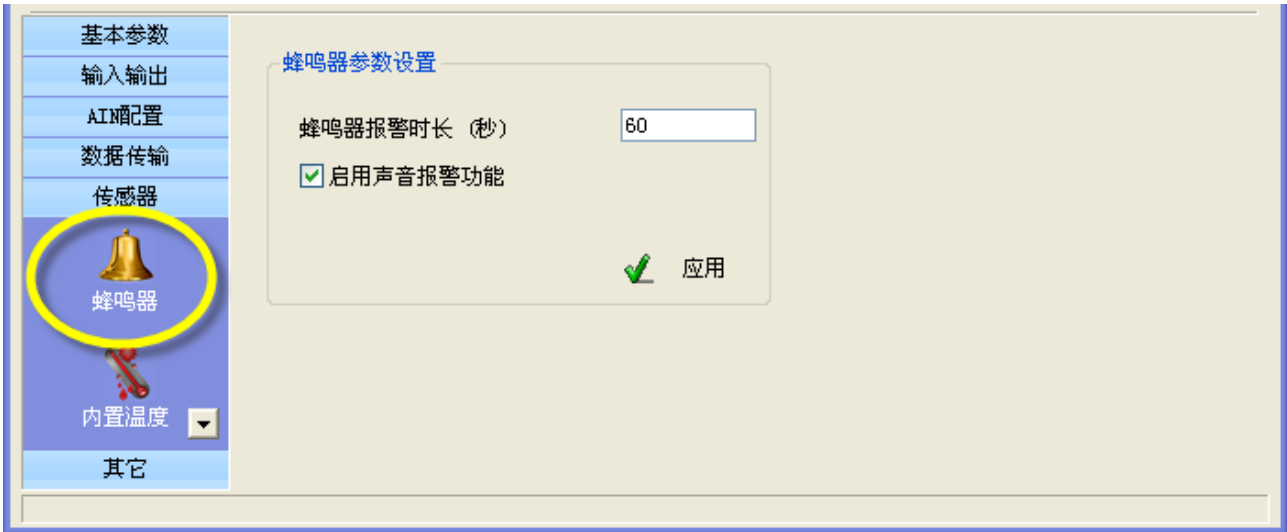 基本参数
输入输出
AIN配置
数据传输
传感器
蜂鸣器
内置温度
其它
蜂鸣器参数设置
蜂鸣器报警时长 (秒) 60
启用声音报警功能
应用